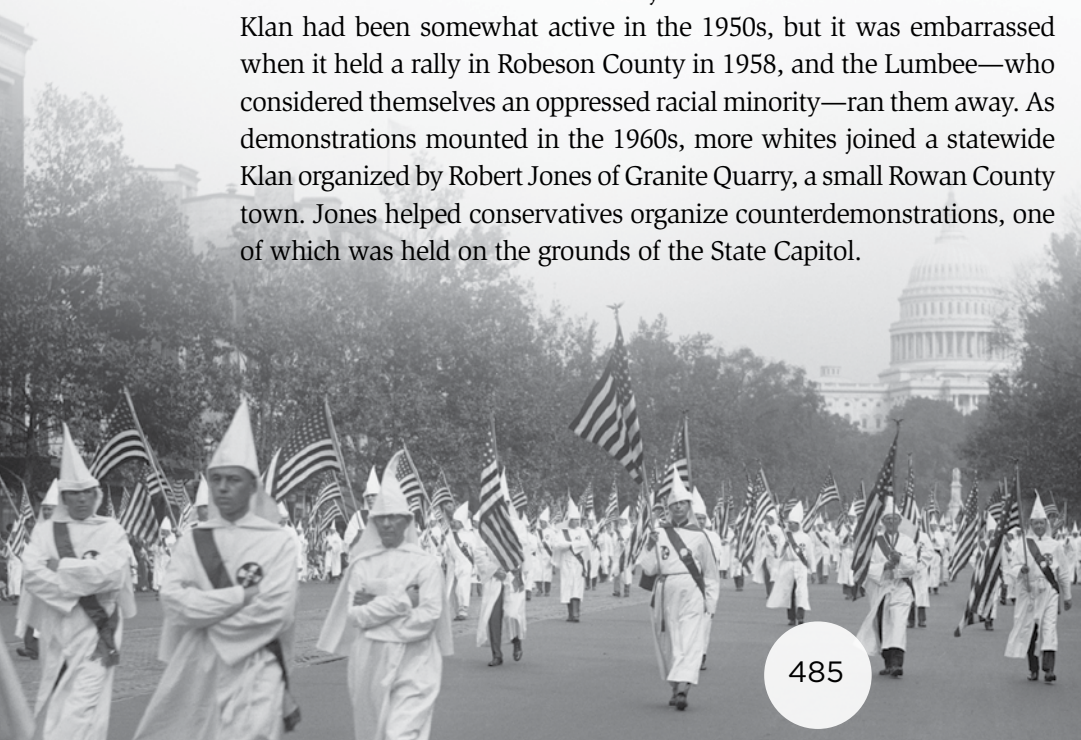 Klan had been somewhat active in the 1950s, but it was embarrassed
when it held a rally in Robeson County in 1958, and the Lumbee—who
considered themselves an oppressed racial minority—ran them away. As
demonstrations mounted in the 1960s, more whites joined a statewide
Klan organized by Robert Jones of Granite Quarry, a small Rowan County
town. Jones helped conservatives organize counterdemonstrations, one
of which was held on the grounds of the State Capitol.
485